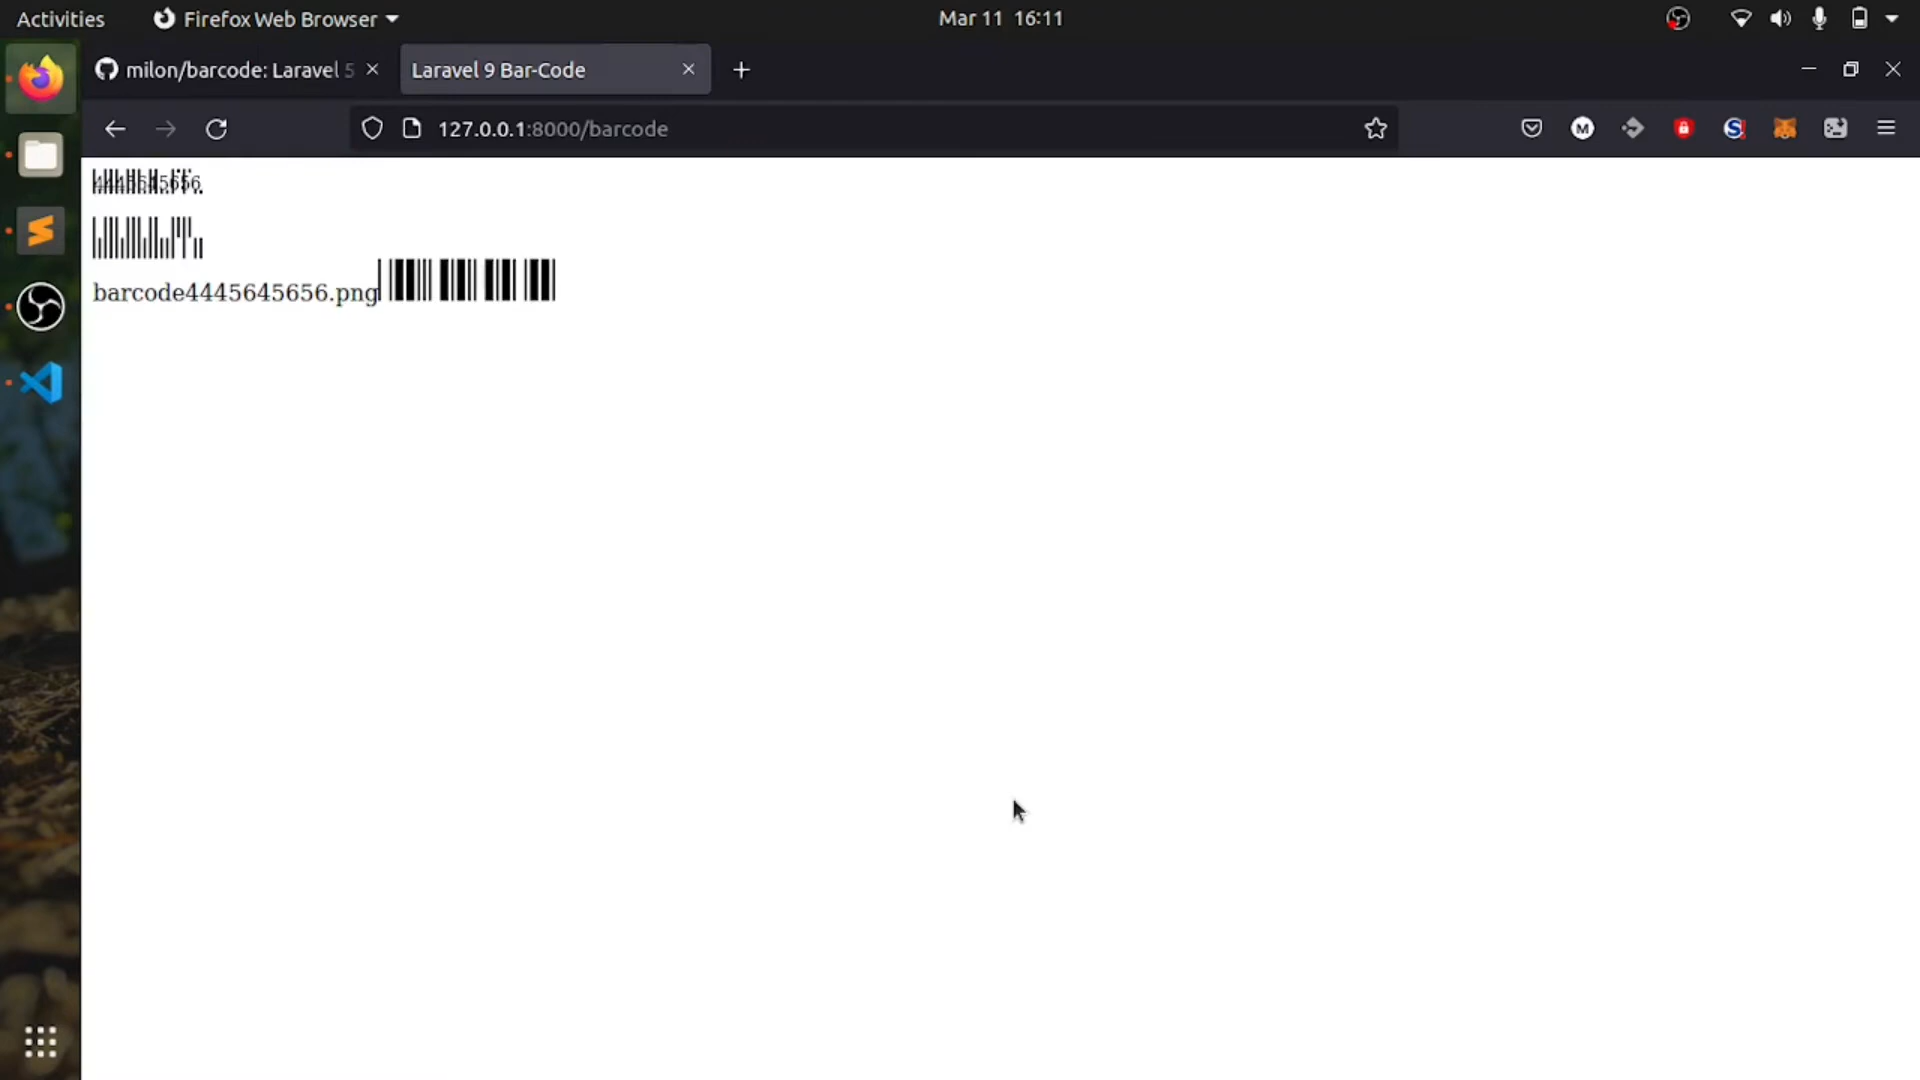 Activities Firefox Web Browser Mar 11 16:11
milon/barcode: Laravel 5 Laravel 9 Bar-Code
127.0.0.1:8000/barcode
4445645656
barcode4445645656.png